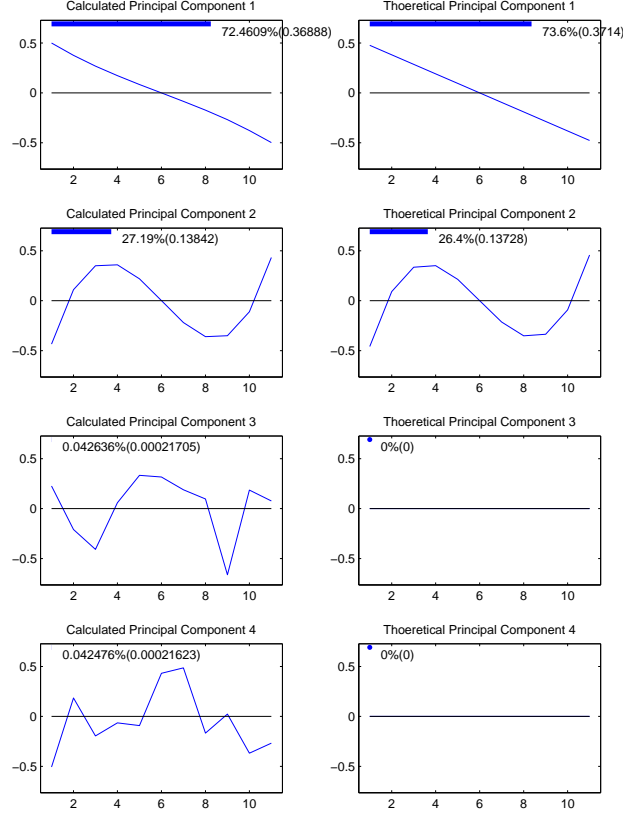 Calculated Principal Component 1
72.4609%(0.36888)
0.5
0
−0.5
2 4 6 8 10
Thoeretical Principal Component 1
73.6%(0.3714)
0.5
0
−0.5
2 4 6 8 10
Calculated Principal Component 2
27.19%(0.13842)
0.5
0
−0.5
2 4 6 8 10
Thoeretical Principal Component 2
26.4%(0.13728)
0.5
0
−0.5
2 4 6 8 10
Calculated Principal Component 3
0.042636%(0.00021705)
0.5
0
−0.5
2 4 6 8 10
Thoeretical Principal Component 3
0%(0)
0.5
0
−0.5
2 4 6 8 10
Calculated Principal Component 4
0.042476%(0.00021623)
0.5
0
−0.5
2 4 6 8 10
Thoeretical Principal Component 4
0%(0)
0.5
0
−0.5
2 4 6 8 10